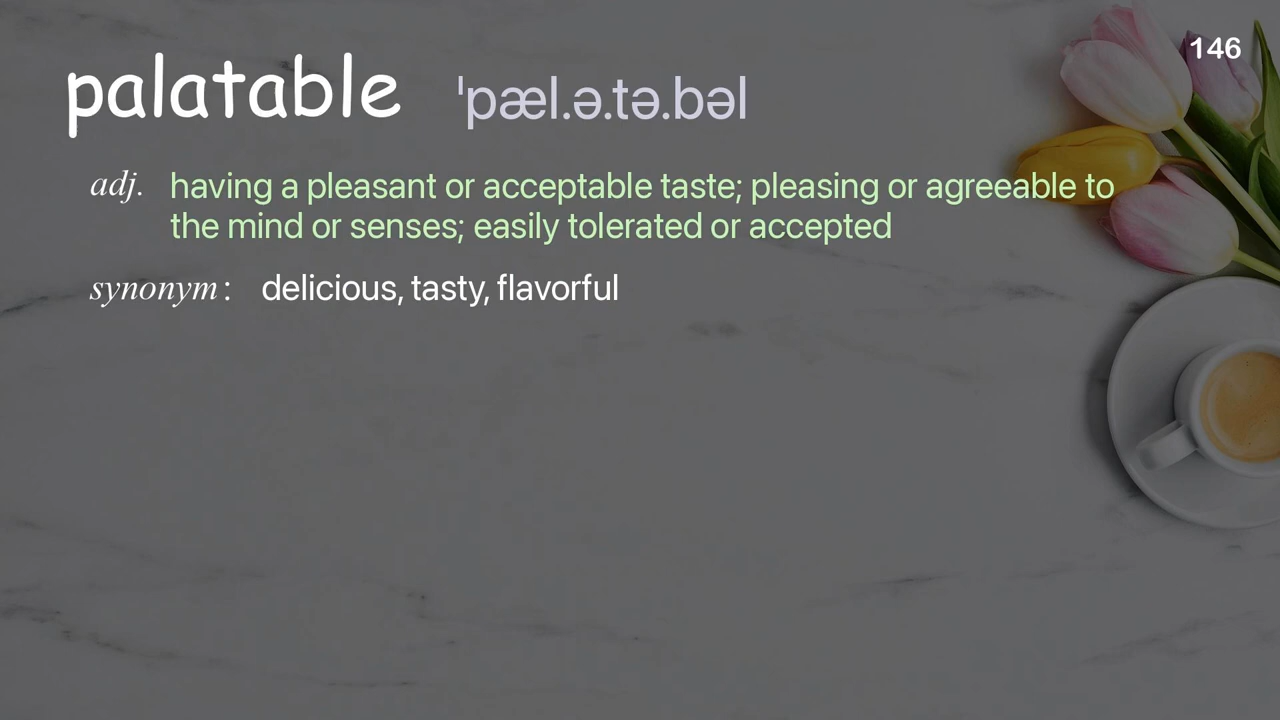 146
palatable ˈpæl.ə.tə.bəl
adj. having a pleasant or acceptable taste; pleasing or agreeable to
the mind or senses; easily tolerated or accepted
synonym: delicious, tasty, flavorful